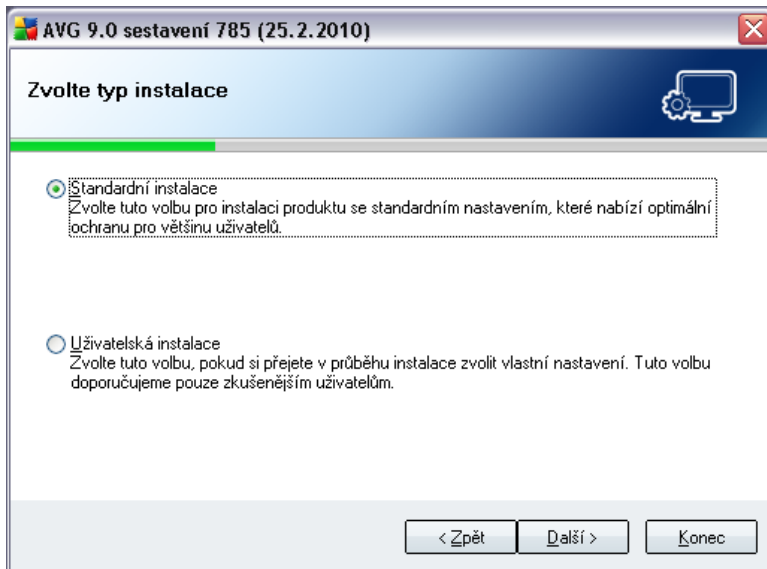 AVG 9.0 sestavení 785 (25.2.2010)
Zvolte typ instalace
Standardní instalace
Zvolte tuto volbu pro instalaci produktu se standardním nastavením, které nabízí optimální
ochranu pro většinu uživatelů.
Uživatelská instalace
Zvolte tuto volbu, pokud si přejete v průběhu instalace zvolit vlastní nastavení. Tuto volbu
doporučujeme pouze zkušenějším uživatelům.
< Zpět Další > Konec